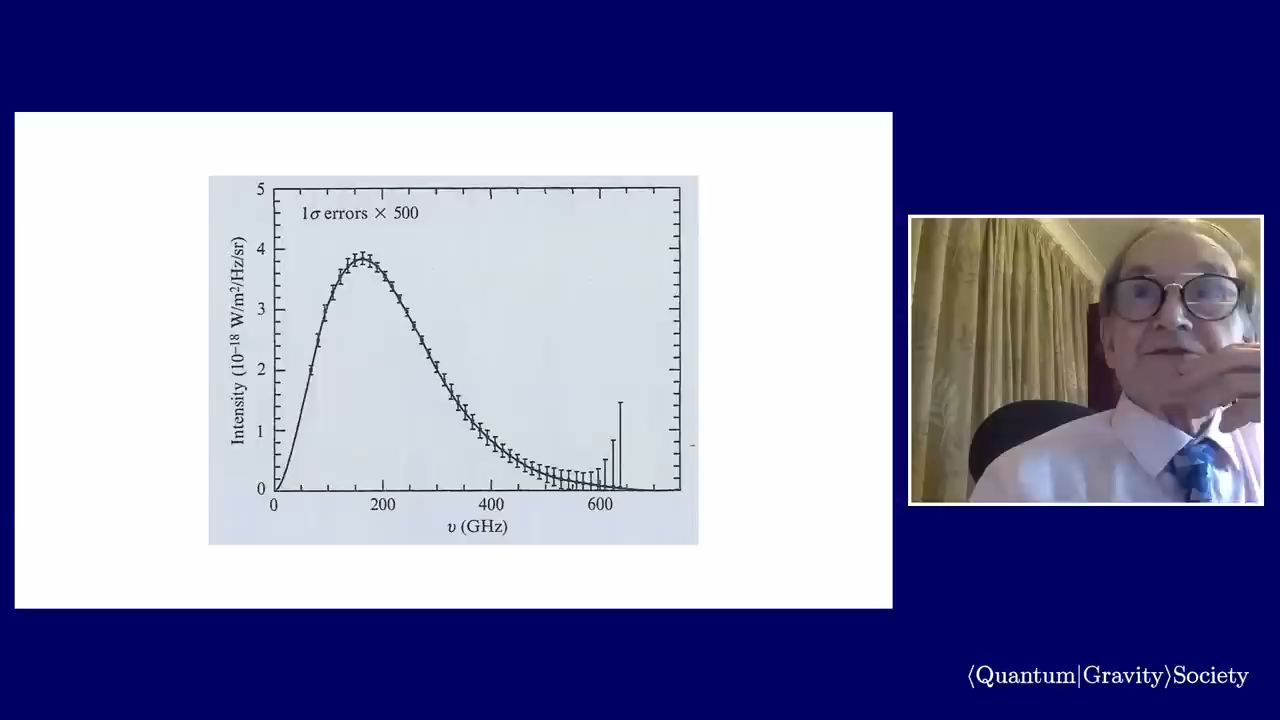 5
1σ errors × 500
4
3
2
1
0
Intensity (10⁻¹⁸ W/m²/Hz/sr)
0 200 400 600
υ (GHz)
⟨Quantum|Gravity⟩Society